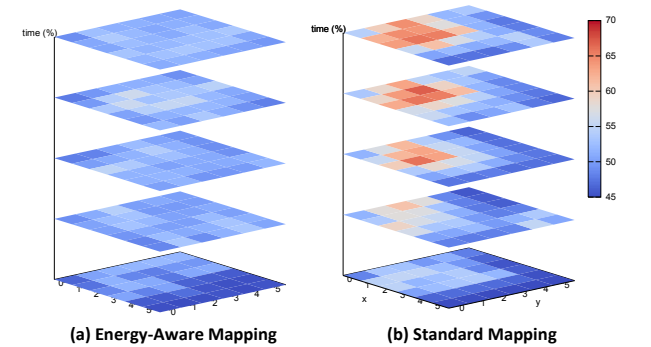 time (%)
0 1 2 3 4 5
0 1 2 3 4 5
(a) Energy-Aware Mapping
time (%)
0 1 2 3 4 5
x
0 1 2 3 4 5
y
(b) Standard Mapping
70
65
60
55
50
45